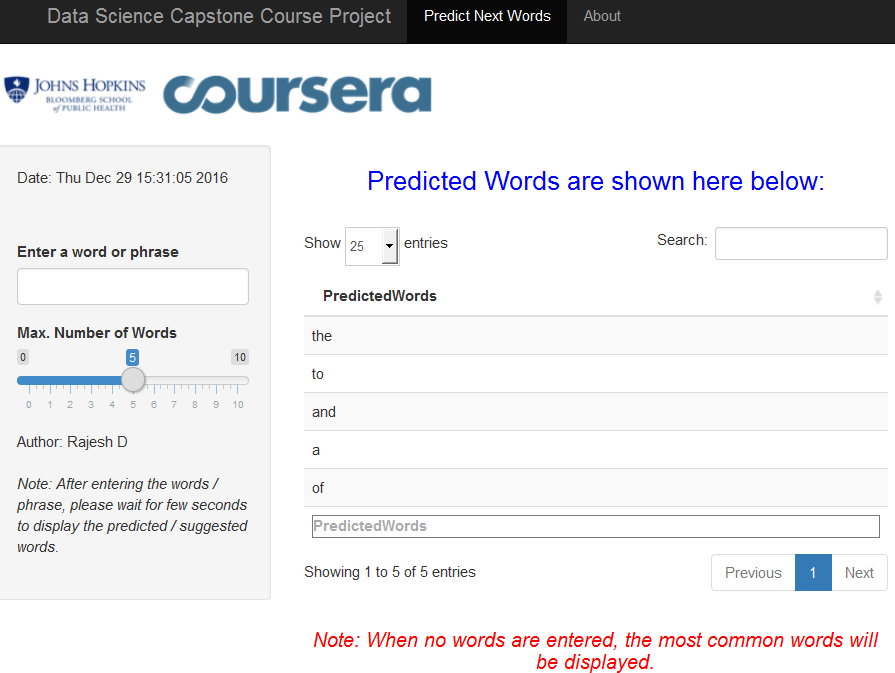 Data Science Capstone Course Project Predict Next Words About
JOHNS HOPKINS
BLOOMBERG SCHOOL
of PUBLIC HEALTH
coursera
Date: Thu Dec 29 15:31:05 2016
Enter a word or phrase
Max. Number of Words
0 5 10
0 1 2 3 4 5 6 7 8 9 10
Author: Rajesh D
Note: After entering the words /
phrase, please wait for few seconds
to display the predicted / suggested
words.
Predicted Words are shown here below:
Show 25 entries Search:
PredictedWords
the
to
and
a
of
PredictedWords
Showing 1 to 5 of 5 entries Previous 1 Next
Note: When no words are entered, the most common words will
be displayed.